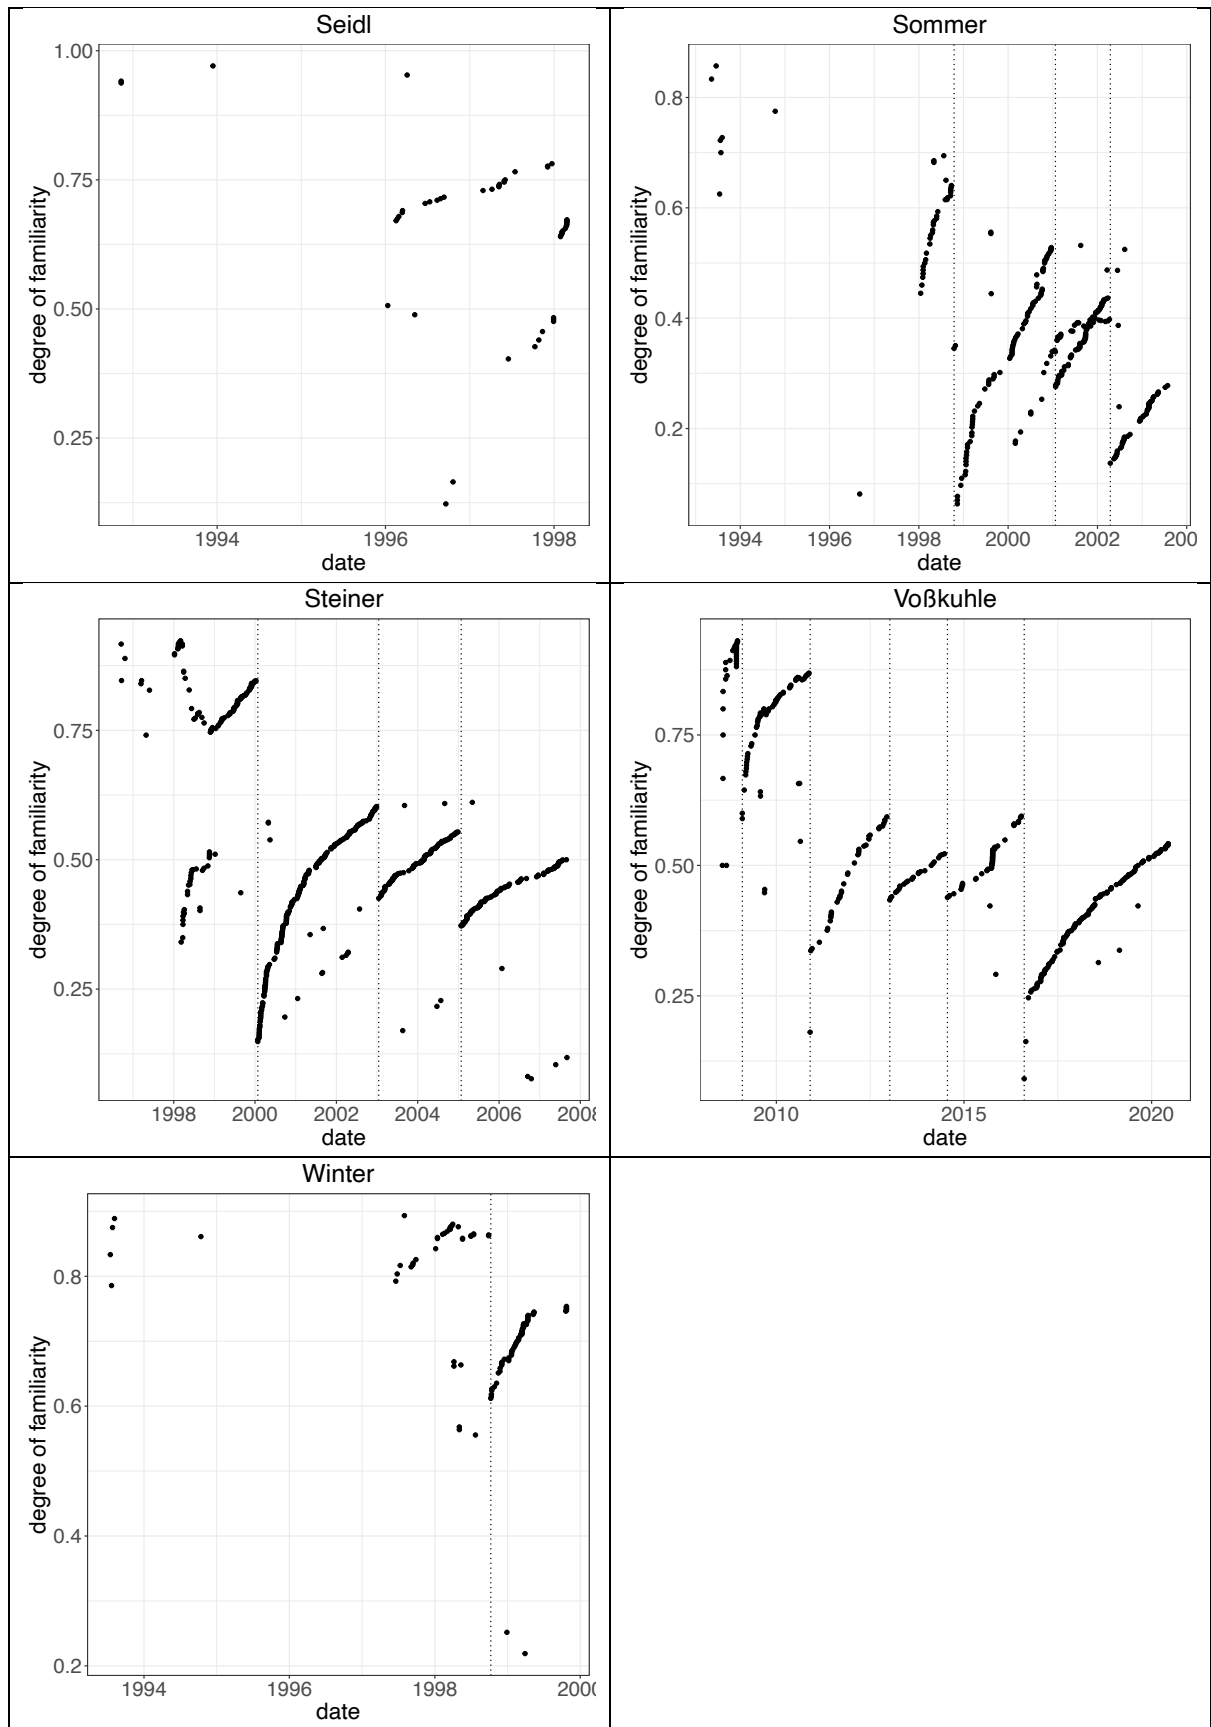 Seidl
1.00
0.75
0.50
0.25
degree of familiarity
1994 1996 1998
date
Sommer
0.8
0.6
0.4
0.2
degree of familiarity
1994 1996 1998 2000 2002 200
date
Steiner
0.75
0.50
0.25
degree of familiarity
1998 2000 2002 2004 2006 2008
date
Voßkuhle
0.75
0.50
0.25
degree of familiarity
2010 2015 2020
date
Winter
0.8
0.6
0.4
0.2
degree of familiarity
1994 1996 1998 2000
date